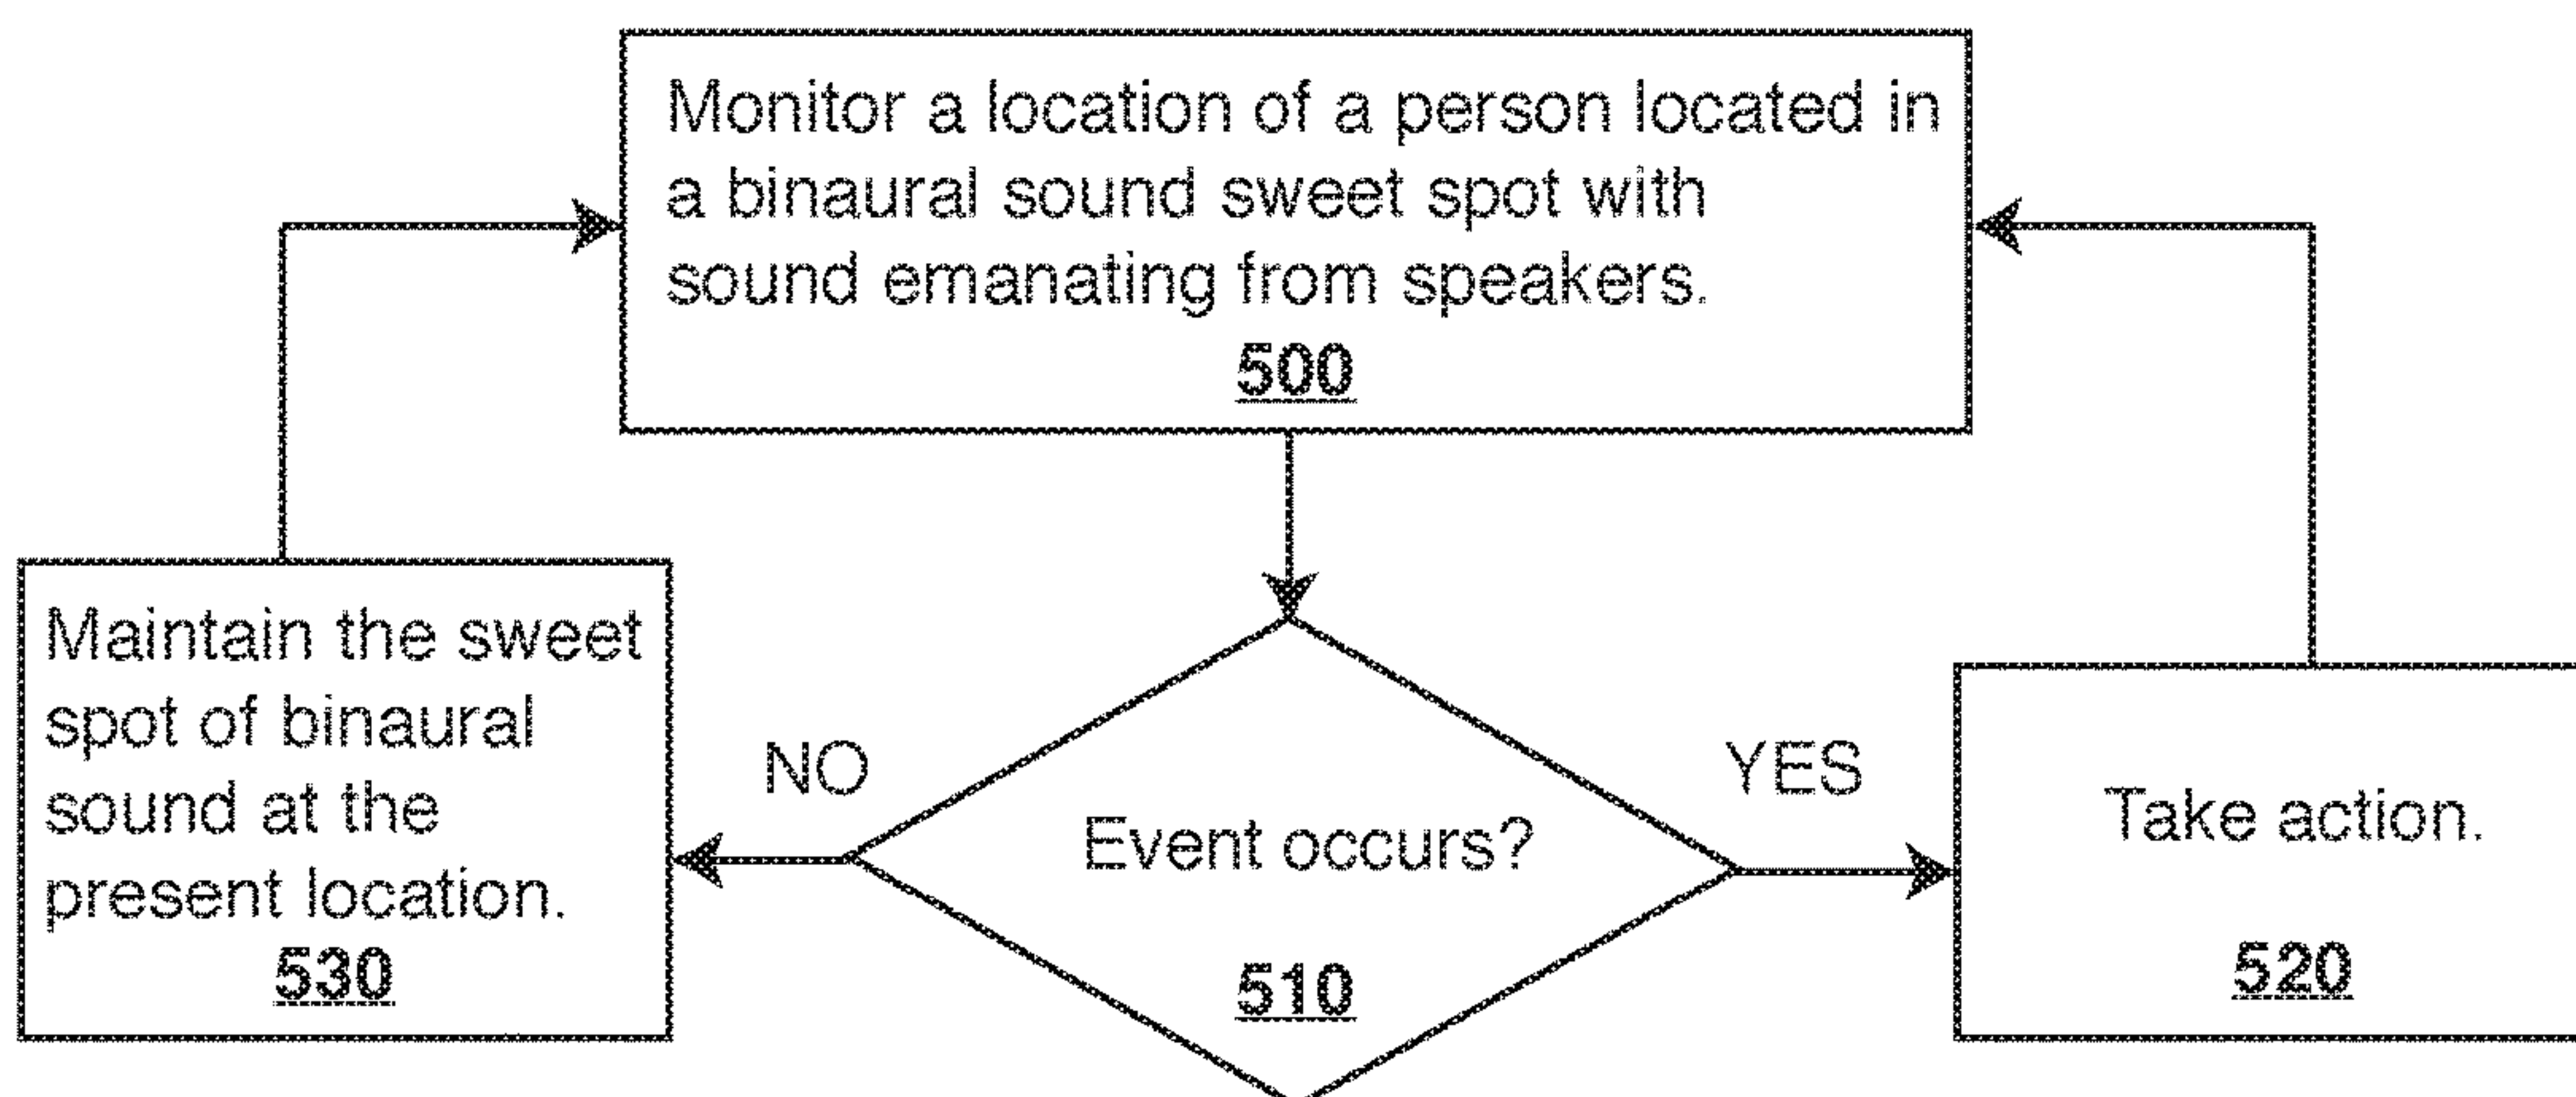 Monitor a location of a person located in
a binaural sound sweet spot with
sound emanating from speakers.
500
Maintain the sweet
spot of binaural
sound at the
present location.
530
NO
Event occurs?
510
YES
Take action.
520